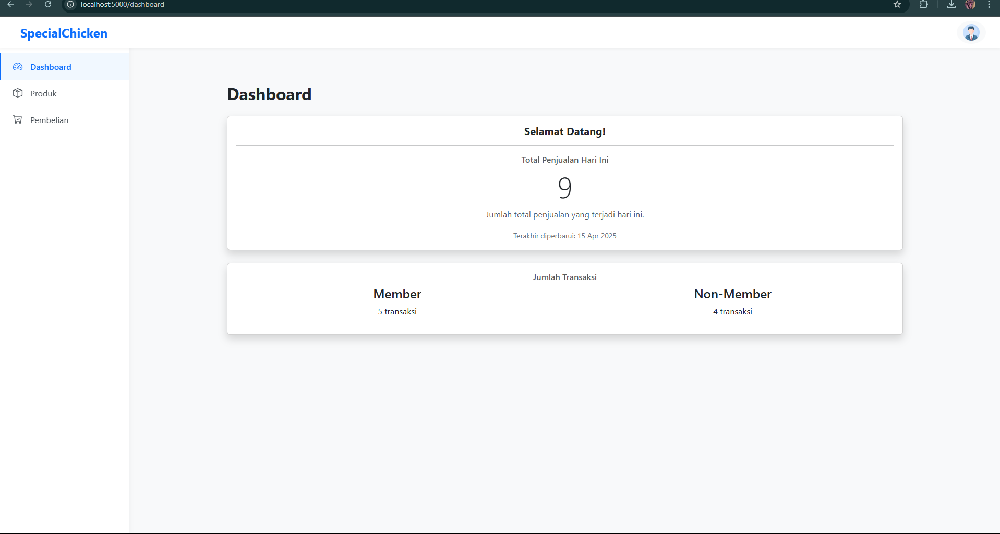 localhost:5000/dashboard
SpecialChicken
Dashboard
Produk
Pembelian
Dashboard
Selamat Datang!
Total Penjualan Hari Ini
9
Jumlah total penjualan yang terjadi hari ini.
Terakhir diperbarui: 15 Apr 2025
Jumlah Transaksi
Member
5 transaksi
Non-Member
4 transaksi